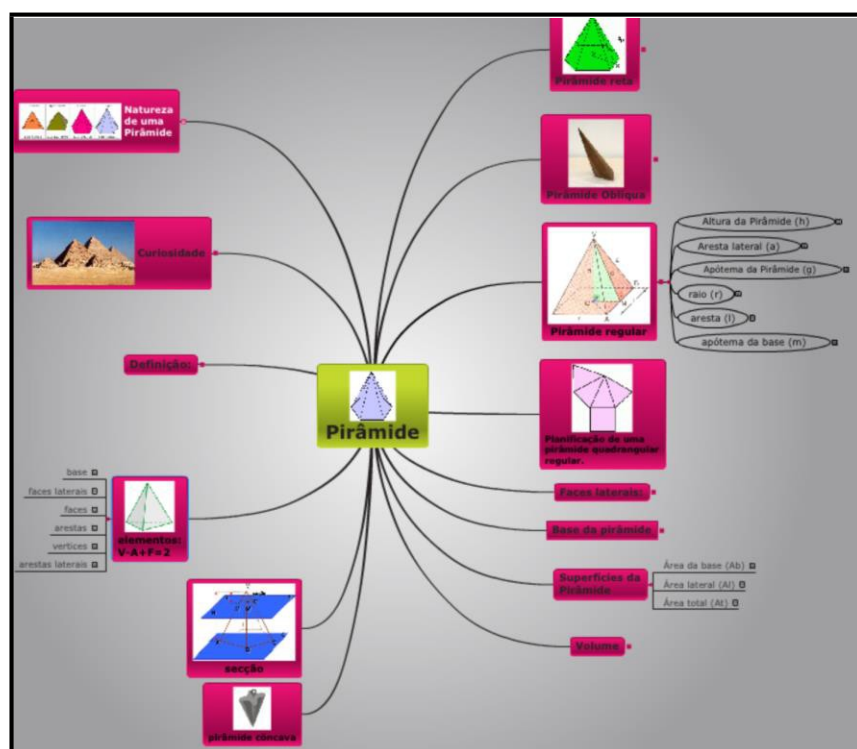 Pirâmide reta
Natureza
de uma
Pirâmide
Pirâmide Oblíqua
Curiosidade
Pirâmide regular
Altura da Pirâmide (h)
Aresta lateral (a)
Apótema da Pirâmide (g)
raio (r)
aresta (l)
apótema da base (m)
Definição:
Pirâmide
Planificação de uma
pirâmide quadrangular
regular.
base
faces laterais
faces
arestas
vertices
arestas laterais
elementos:
V-A+F=2
Faces laterais:
Base da pirâmide
Superfícies da
Pirâmide
Área da base (Ab)
Área lateral (Al)
Área total (At)
Volume
secção
pirâmide côncava